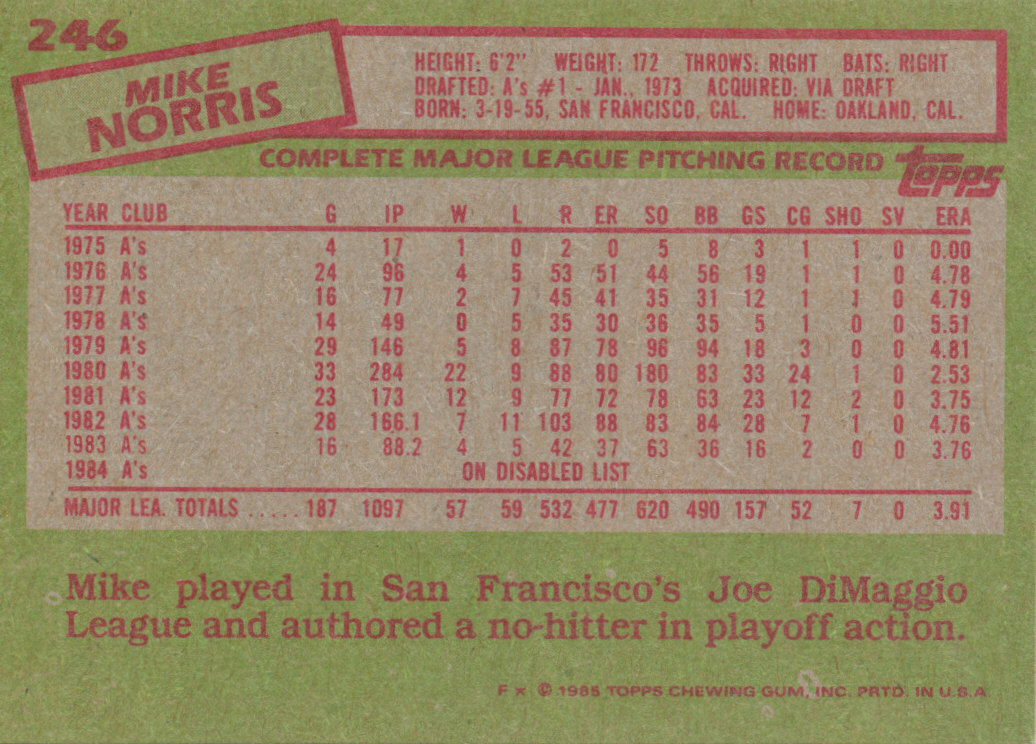 246
MIKE
NORRIS
HEIGHT: 6'2" WEIGHT: 172 THROWS: RIGHT BATS: RIGHT
DRAFTED: A's #1 - JAN., 1973 ACQUIRED: VIA DRAFT
BORN: 3-19-55, SAN FRANCISCO, CAL. HOME: OAKLAND, CAL.
COMPLETE MAJOR LEAGUE PITCHING RECORD topps
YEAR CLUB G IP W L R ER SO BB GS CG SHO SV ERA
1975 A's 4 17 1 0 2 0 5 8 3 1 1 0 0.00
1976 A's 24 96 4 5 53 51 44 56 19 1 1 0 4.78
1977 A's 16 77 2 7 45 41 35 31 12 1 1 0 4.79
1978 A's 14 49 0 5 35 30 36 35 5 1 0 0 5.51
1979 A's 29 146 5 8 87 78 96 94 18 3 0 0 4.81
1980 A's 33 284 22 9 88 80 180 83 33 24 1 0 2.53
1981 A's 23 173 12 9 77 72 78 63 23 12 2 0 3.75
1982 A's 28 166.1 7 11 103 88 83 84 28 7 1 0 4.76
1983 A's 16 88.2 4 5 42 37 63 36 16 2 0 0 3.76
1984 A's ON DISABLED LIST
MAJOR LEA. TOTALS ..... 187 1097 57 59 532 477 620 490 157 52 7 0 3.91
Mike played in San Francisco's Joe DiMaggio
League and authored a no-hitter in playoff action.
F * © 1985 TOPPS CHEWING GUM, INC. PRTD. IN U.S.A